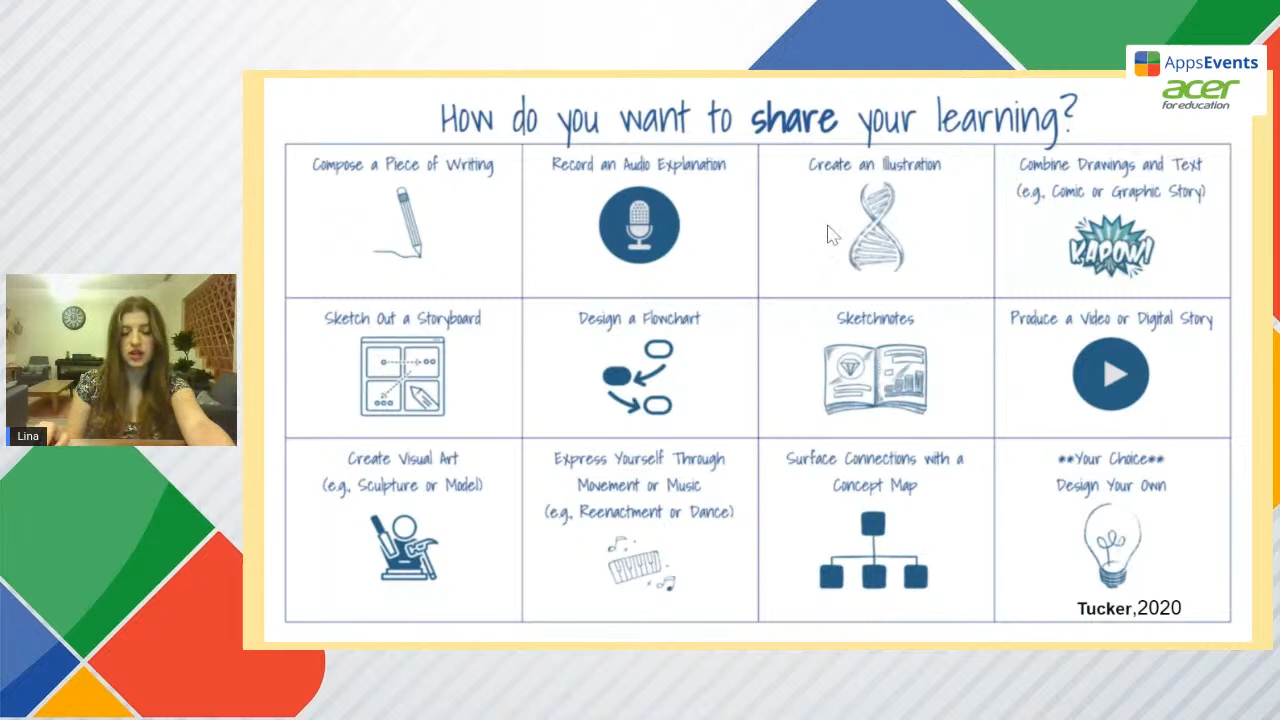 AppsEvents
acer
for education
How do you want to share your learning?
Compose a Piece of Writing
Record an Audio Explanation
Create an Illustration
Combine Drawings and Text
(e.g., Comic or Graphic Story)
KAPOW!
Sketch Out a Storyboard
Design a Flowchart
Sketchnotes
Produce a Video or Digital Story
Create Visual Art
(e.g., Sculpture or Model)
Express Yourself Through
Movement or Music
(e.g., Reenactment or Dance)
Surface Connections with a
Concept Map
**Your Choice**
Design Your Own
Tucker,2020
Lina